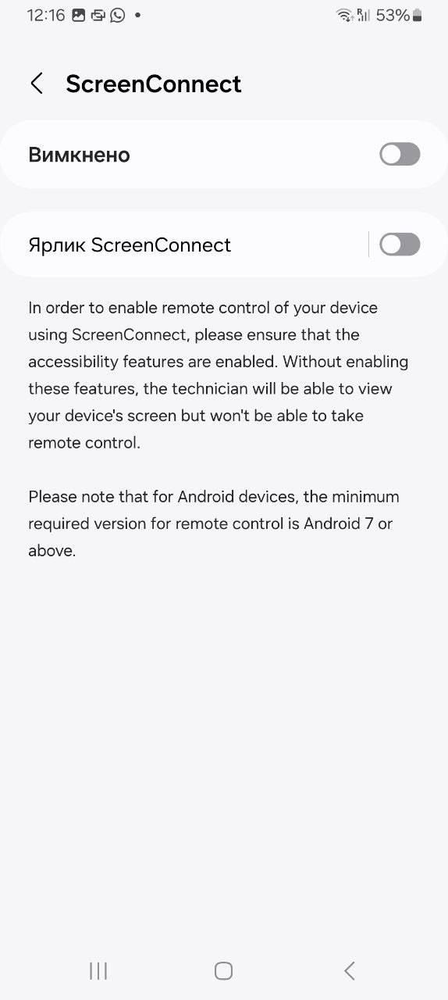 12:16
53%
ScreenConnect
Вимкнено
Ярлик ScreenConnect
In order to enable remote control of your device
using ScreenConnect, please ensure that the
accessibility features are enabled. Without enabling
these features, the technician will be able to view
your device's screen but won't be able to take
remote control.
Please note that for Android devices, the minimum
required version for remote control is Android 7 or
above.